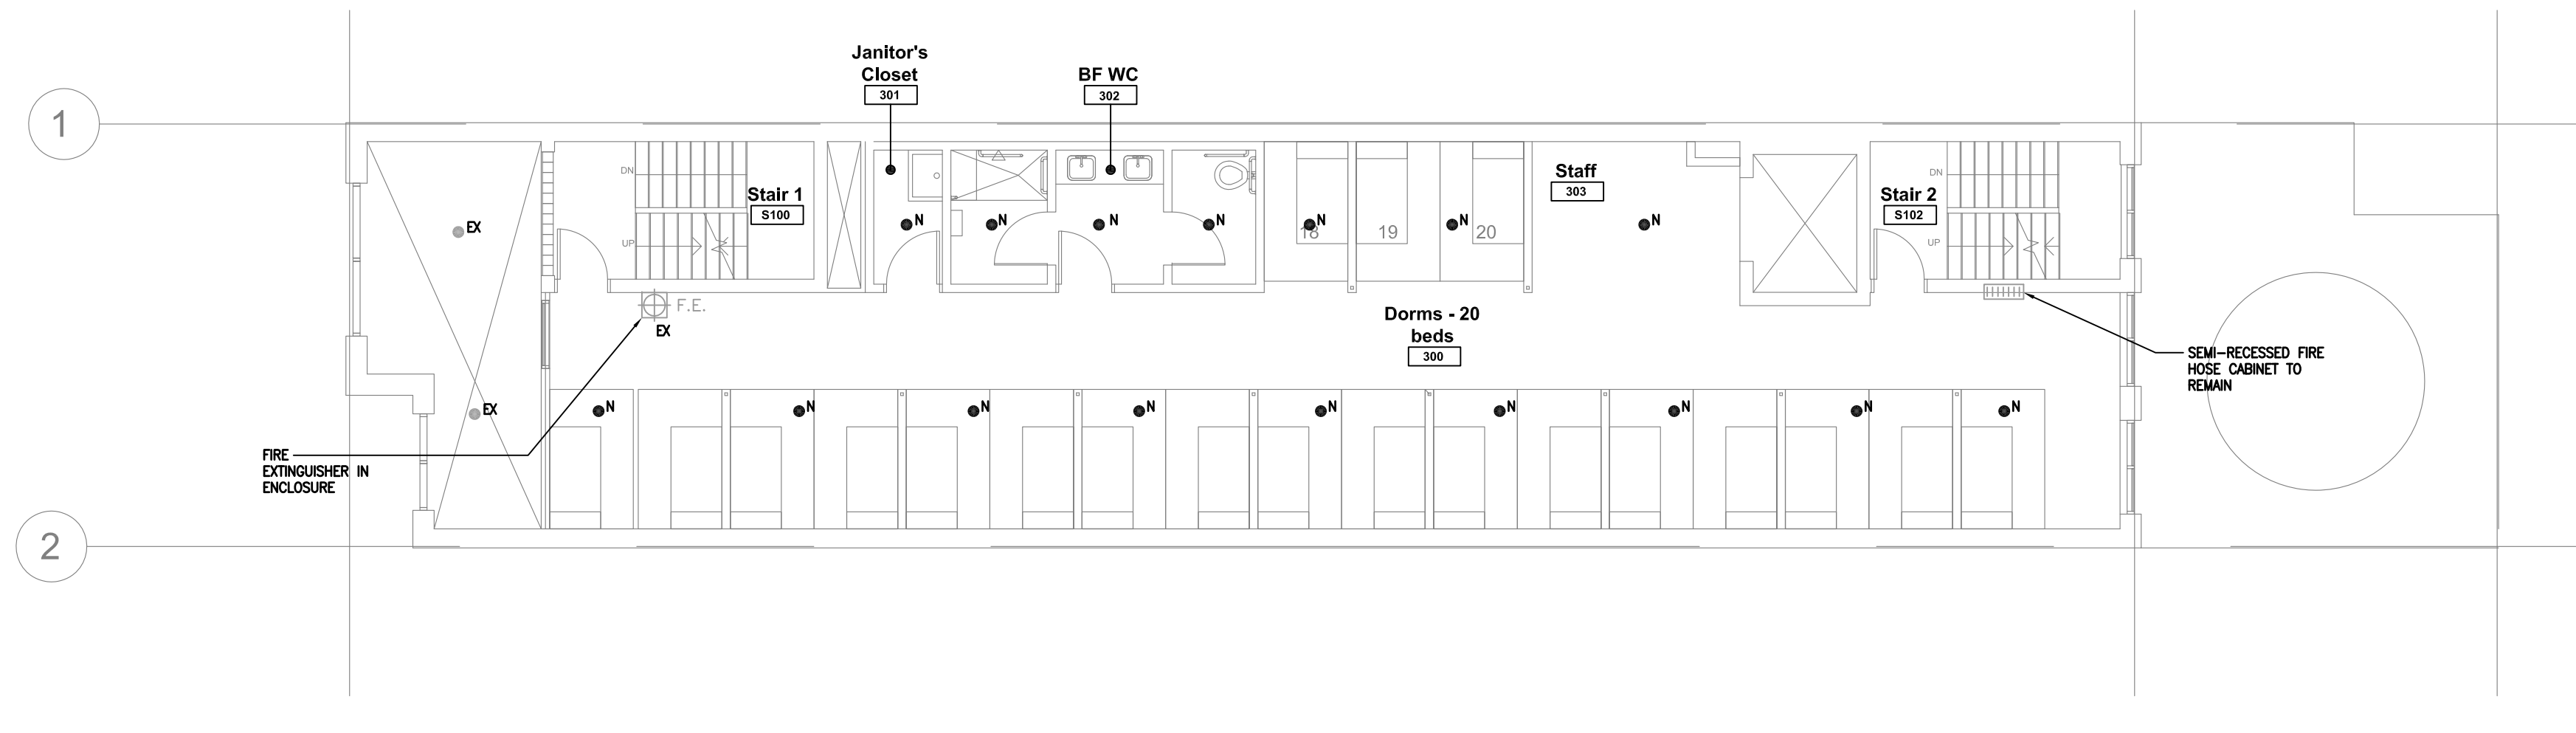 Janitor's
Closet
301
BF WC
302
1
DN
UP
Stair 1
S100
Staff
303
DN
UP
Stair 2
S102
EX
N
N
N
N
N
18
19
N
20
N
F.E.
EX
Dorms - 20
beds
300
SEMI-RECESSED FIRE
HOSE CABINET TO
REMAIN
EX
N
N
N
N
N
N
N
N
N
FIRE
EXTINGUISHER IN
ENCLOSURE
2